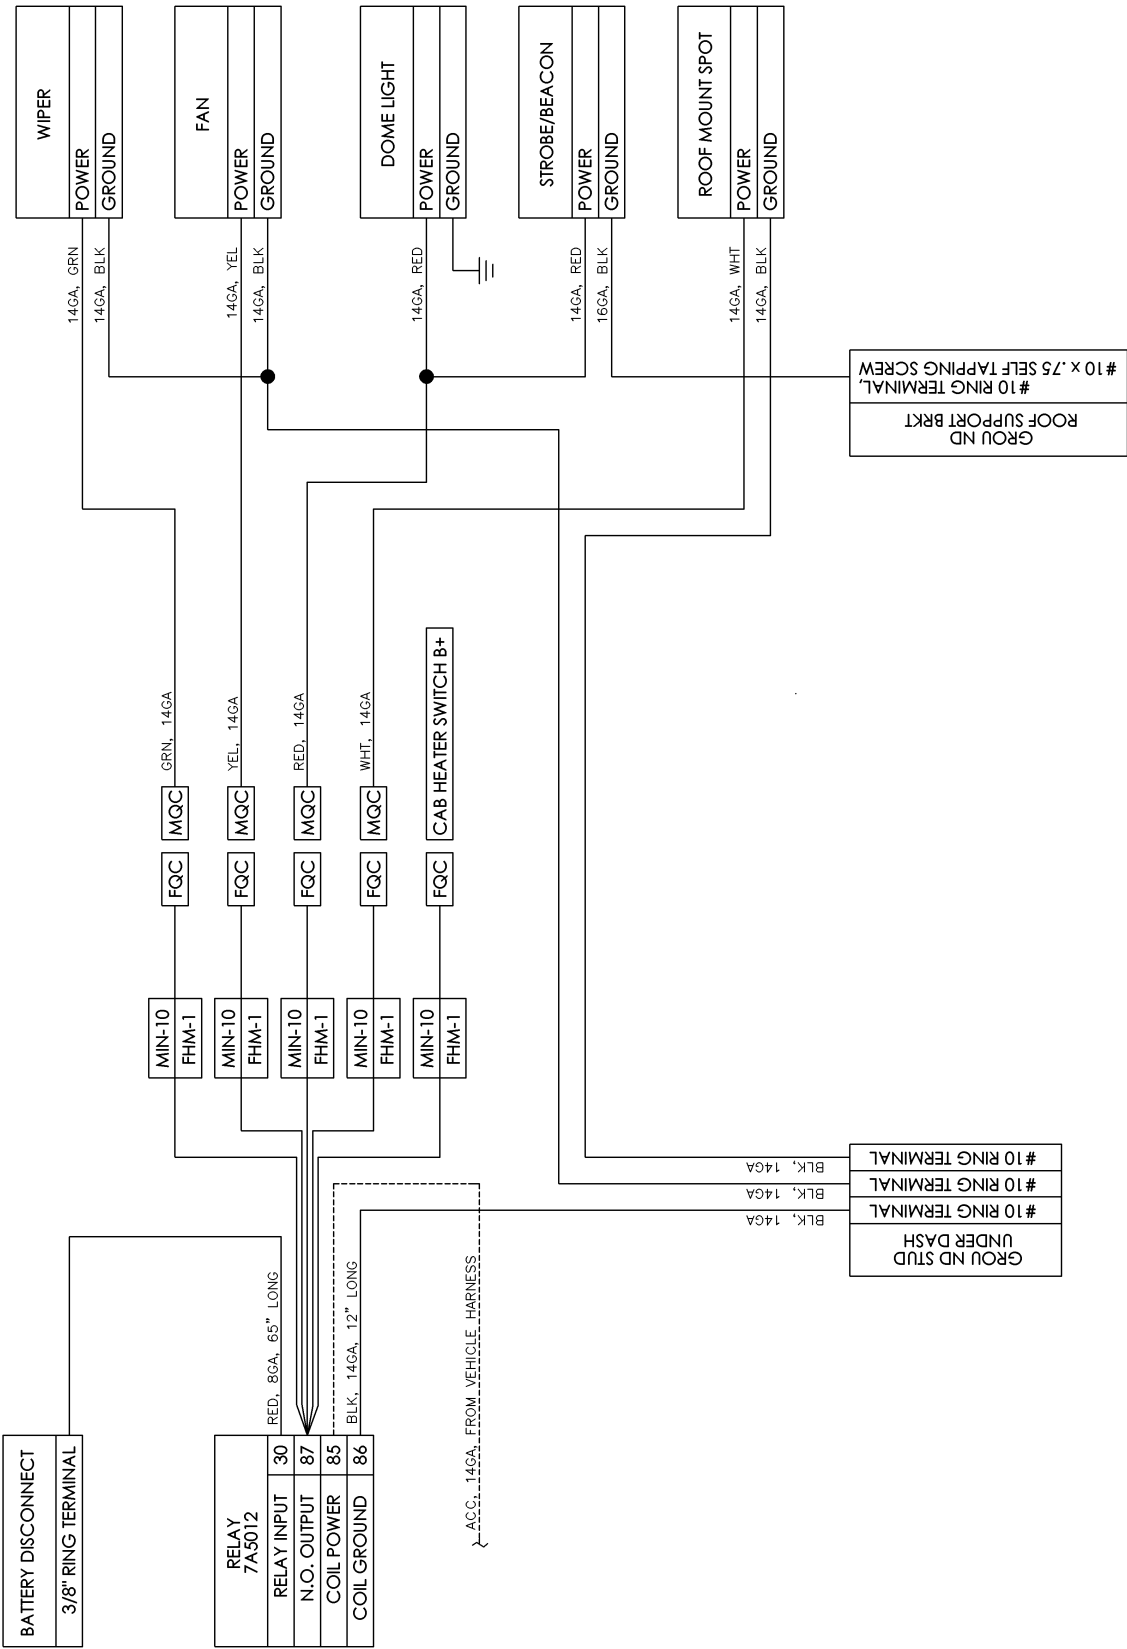 BATTERY DISCONNECT
3/8" RING TERMINAL
RELAY
7A5012
RELAY INPUT 30
N.O. OUTPUT 87
COIL POWER 85
COIL GROUND 86
RED, 8GA, 65" LONG
BLK, 14GA, 12" LONG
ACC, 14GA, FROM VEHICLE HARNESS
MIN-10
FHM-1
MIN-10
FHM-1
MIN-10
FHM-1
MIN-10
FHM-1
MIN-10
FHM-1
FQC
MQC
GRN, 14GA
FQC
MQC
YEL, 14GA
FQC
MQC
RED, 14GA
FQC
MQC
WHT, 14GA
FQC
CAB HEATER SWITCH B+
WIPER
POWER
GROUND
14GA, GRN
14GA, BLK
FAN
POWER
GROUND
14GA, YEL
14GA, BLK
DOME LIGHT
POWER
GROUND
14GA, RED
STROBE/BEACON
POWER
GROUND
14GA, RED
16GA, BLK
ROOF MOUNT SPOT
POWER
GROUND
14GA, WHT
14GA, BLK
GROU ND
ROOF SUPPORT BRKT
#10 RING TERMINAL,
#10 x .75 SELF TAPPING SCREW
GROU ND STUD
UNDER DASH
#10 RING TERMINAL
#10 RING TERMINAL
#10 RING TERMINAL
BLK, 14GA
BLK, 14GA
BLK, 14GA